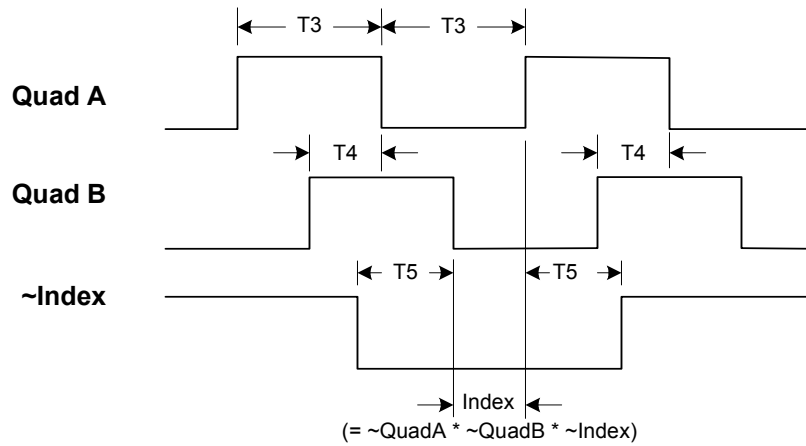 T3 T3
Quad A
T4 T4
Quad B
T5 T5
~Index
Index
(= ~QuadA * ~QuadB * ~Index)